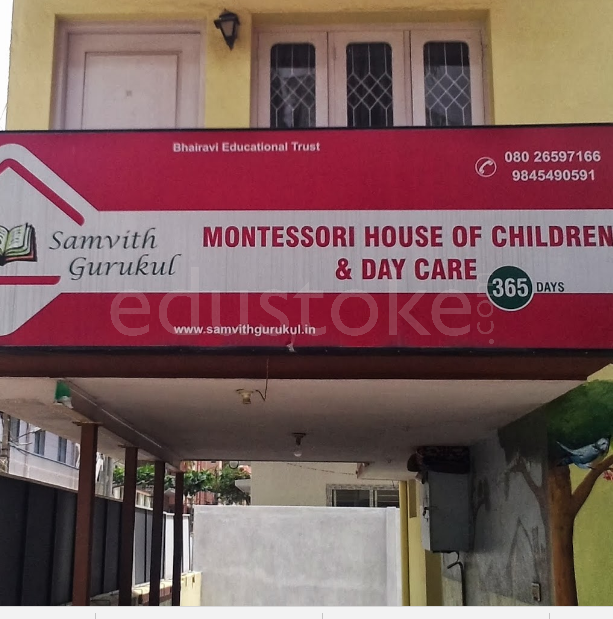 Bhairavi Educational Trust
080 26597166
9845490591
Samvith
Gurukul
MONTESSORI HOUSE OF CHILDREN
& DAY CARE
365 DAYS
www.samvithgurukul.in
edustoke.com